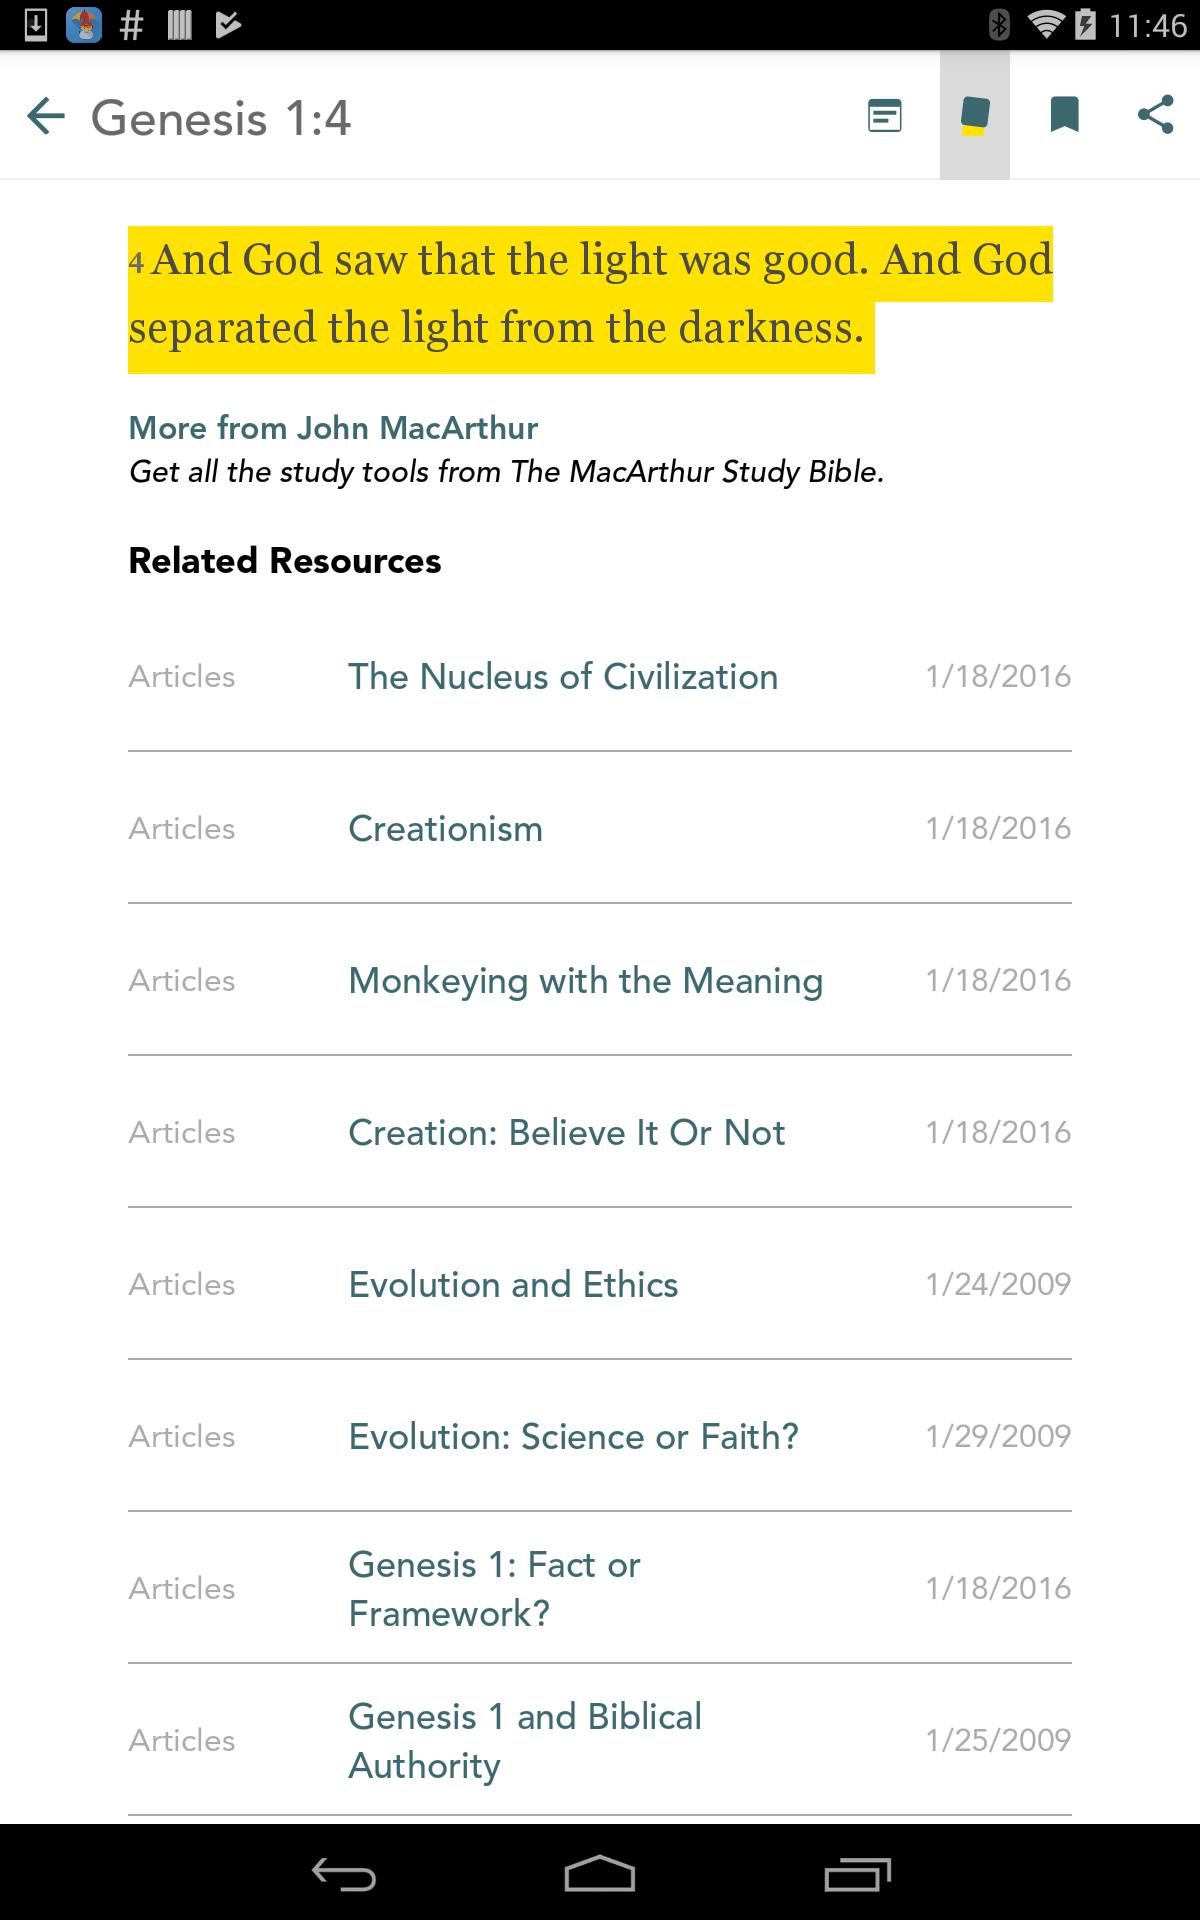 11:46
Genesis 1:4
4 And God saw that the light was good. And God
separated the light from the darkness.
More from John MacArthur
Get all the study tools from The MacArthur Study Bible.
Related Resources
Articles The Nucleus of Civilization 1/18/2016
Articles Creationism 1/18/2016
Articles Monkeying with the Meaning 1/18/2016
Articles Creation: Believe It Or Not 1/18/2016
Articles Evolution and Ethics 1/24/2009
Articles Evolution: Science or Faith? 1/29/2009
Genesis 1: Fact or
Articles 1/18/2016
Framework?
Genesis 1 and Biblical
Articles 1/25/2009
Authority